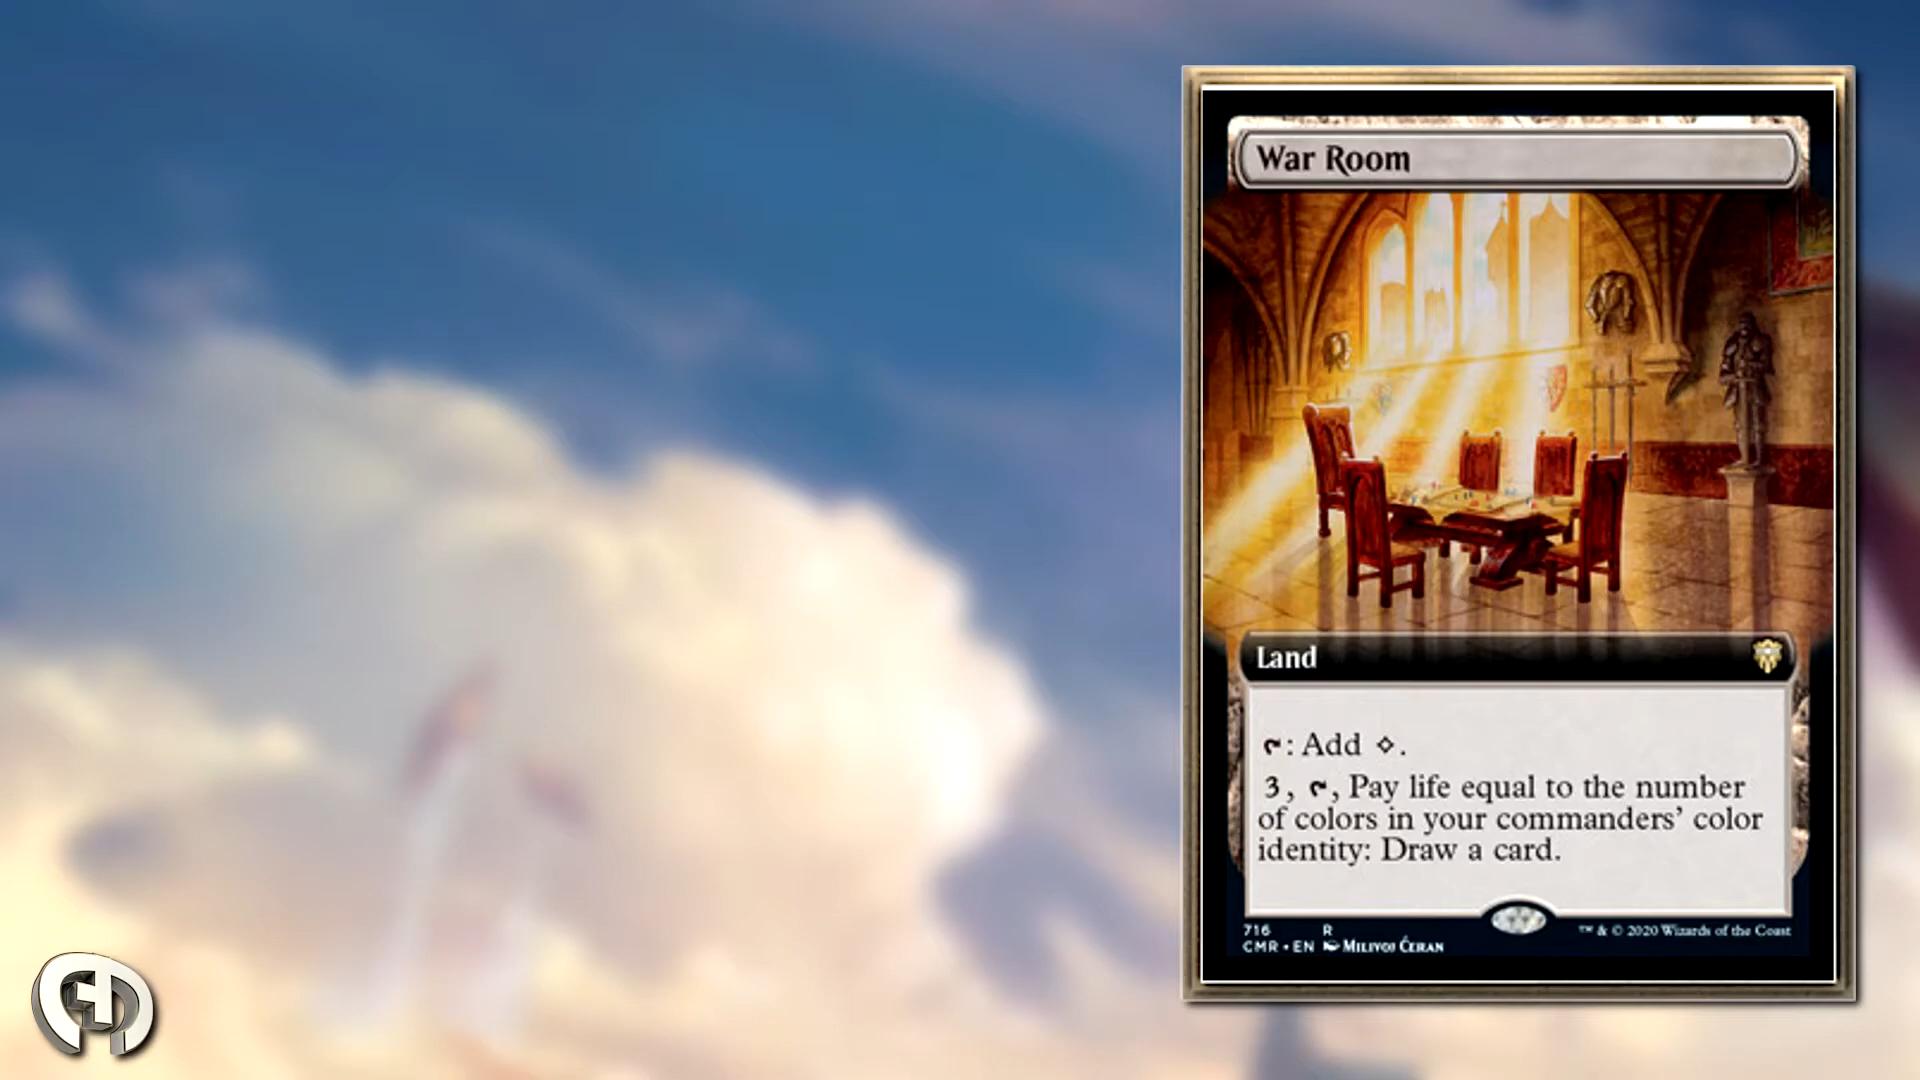 War Room
Land
: Add .
3, , Pay life equal to the number
of colors in your commanders’ color
identity: Draw a card.
716 R
CMR • EN MILIVOJ ĆERAN
™ & © 2020 Wizards of the Coast